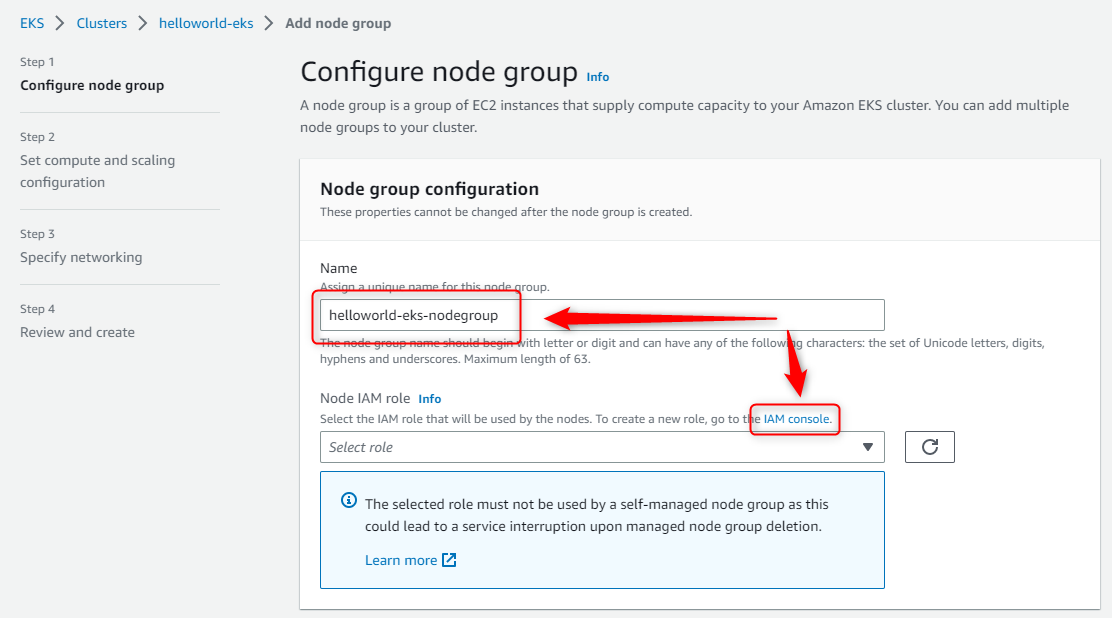 EKS > Clusters > helloworld-eks > Add node group
Step 1
Configure node group
Step 2
Set compute and scaling
configuration
Step 3
Specify networking
Step 4
Review and create
Configure node group Info
A node group is a group of EC2 instances that supply compute capacity to your Amazon EKS cluster. You can add multiple
node groups to your cluster.
Node group configuration
These properties cannot be changed after the node group is created.
Name
Assign a unique name for this node group.
helloworld-eks-nodegroup
The node group name should begin with letter or digit and can have any of the following characters: the set of Unicode letters, digits,
hyphens and underscores. Maximum length of 63.
Node IAM role Info
Select the IAM role that will be used by the nodes. To create a new role, go to the IAM console.
Select role
The selected role must not be used by a self-managed node group as this
could lead to a service interruption upon managed node group deletion.
Learn more